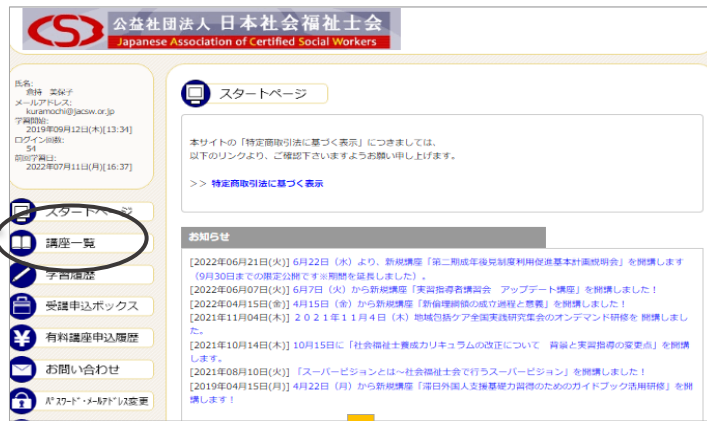 公益社団法人 日本社会福祉士会
Japanese Association of Certified Social Workers
氏名:
倉持 美保子
メールアドレス:
kuramochi@jacsw.or.jp
学習開始:
2019年09月12日(木)[13:34]
ログイン回数:
54
前回学習日:
2022年07月11日(月)[16:37]
スタートページ
講座一覧
学習履歴
受講申込ボックス
有料講座申込履歴
お問い合わせ
パスワード・メールアドレス変更
スタートページ
本サイトの「特定商取引法に基づく表示」につきましては、
以下のリンクより、ご確認下さいますようお願い申し上げます。
>> 特定商取引法に基づく表示
お知らせ
[2022年06月21日(火)] 6月22日（水）より、新規講座「第二期成年後見制度利用促進基本計画説明会」を開講します
（9月30日までの限定公開です※期間を延長しました）。
[2022年06月07日(火)] 6月7日（火）から新規講座「実習指導者講習会 アップデート講座」を開講しました！
[2022年04月15日(金)] 4月15日（金）から新規講座「新倫理綱領の成立過程と意義」を開講しました！
[2021年11月04日(木)] ２０２１年１１月４日（木）地域包括ケア全国実践研究集会のオンデマンド研修を 開講しまし
た。
[2021年10月14日(木)] 10月15日に「社会福祉士養成カリキュラムの改正について 背景と実習指導の変更点」を開講
します。
[2021年08月10日(火)] 「スーパービジョンとは～社会福祉士会で行うスーパービジョン」を開講しました！
[2019年04月15日(月)] 4月22日（月）から新規講座「滞日外国人支援基礎力習得のためのガイドブック活用研修」を開
講します！